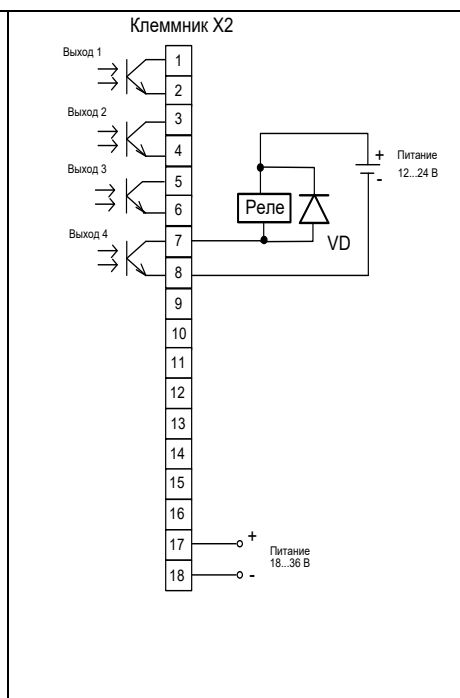 Клеммник X2
Выход 1
1
2
Выход 2
3
4
Выход 3
5
6
Выход 4
7
8
9
10
11
12
13
14
15
16
17
18
Реле
VD
+
-
Питание
12...24 В
+
-
Питание
18...36 В